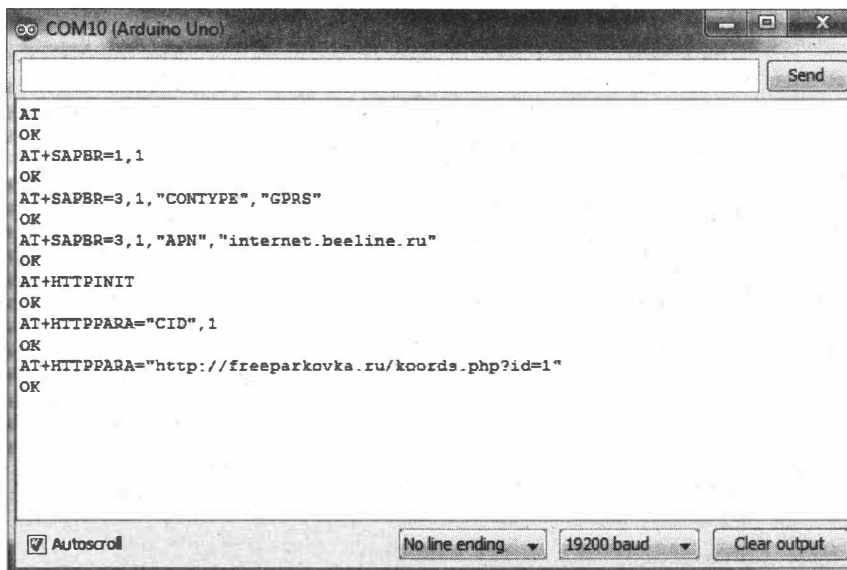 COM10 (Arduino Uno)
Send
AT
OK
AT+SAPBR=1,1
OK
AT+SAPBR=3,1,"CONTYPE","GPRS"
OK
AT+SAPBR=3,1,"APN","internet.beeline.ru"
OK
AT+HTTPINIT
OK
AT+HTTPPARA="CID",1
OK
AT+HTTPPARA="http://freeparkovka.ru/koords.php?id=1"
OK
Autoscroll No line ending 19200 baud Clear output